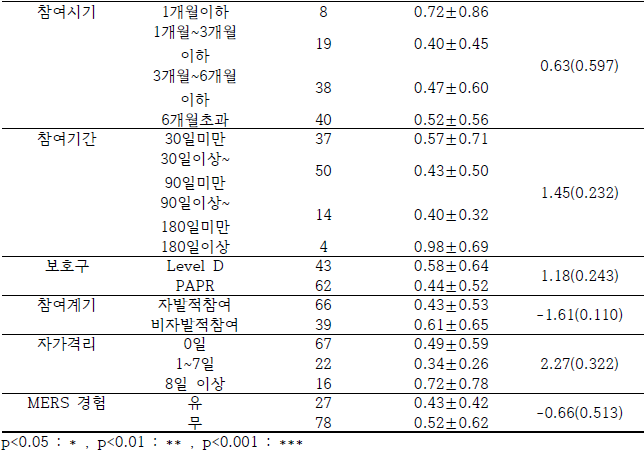 참여시기 1개월이하 8 0.72±0.86 0.63(0.597)
1개월~3개월 이하 19 0.40±0.45
3개월~6개월 이하 38 0.47±0.60
6개월초과 40 0.52±0.56
참여기간 30일미만 37 0.57±0.71 1.45(0.232)
30일이상~ 90일미만 50 0.43±0.50
90일이상~ 180일미만 14 0.40±0.32
180일이상 4 0.98±0.69
보호구 Level D 43 0.58±0.64 1.18(0.243)
PAPR 62 0.44±0.52
참여계기 자발적참여 66 0.43±0.53 -1.61(0.110)
비자발적참여 39 0.61±0.65
자가격리 0일 67 0.49±0.59 2.27(0.322)
1~7일 22 0.34±0.26
8일 이상 16 0.72±0.78
MERS 경험 유 27 0.43±0.42 -0.66(0.513)
무 78 0.52±0.62
p<0.05 : * , p<0.01 : ** , p<0.001 : ***